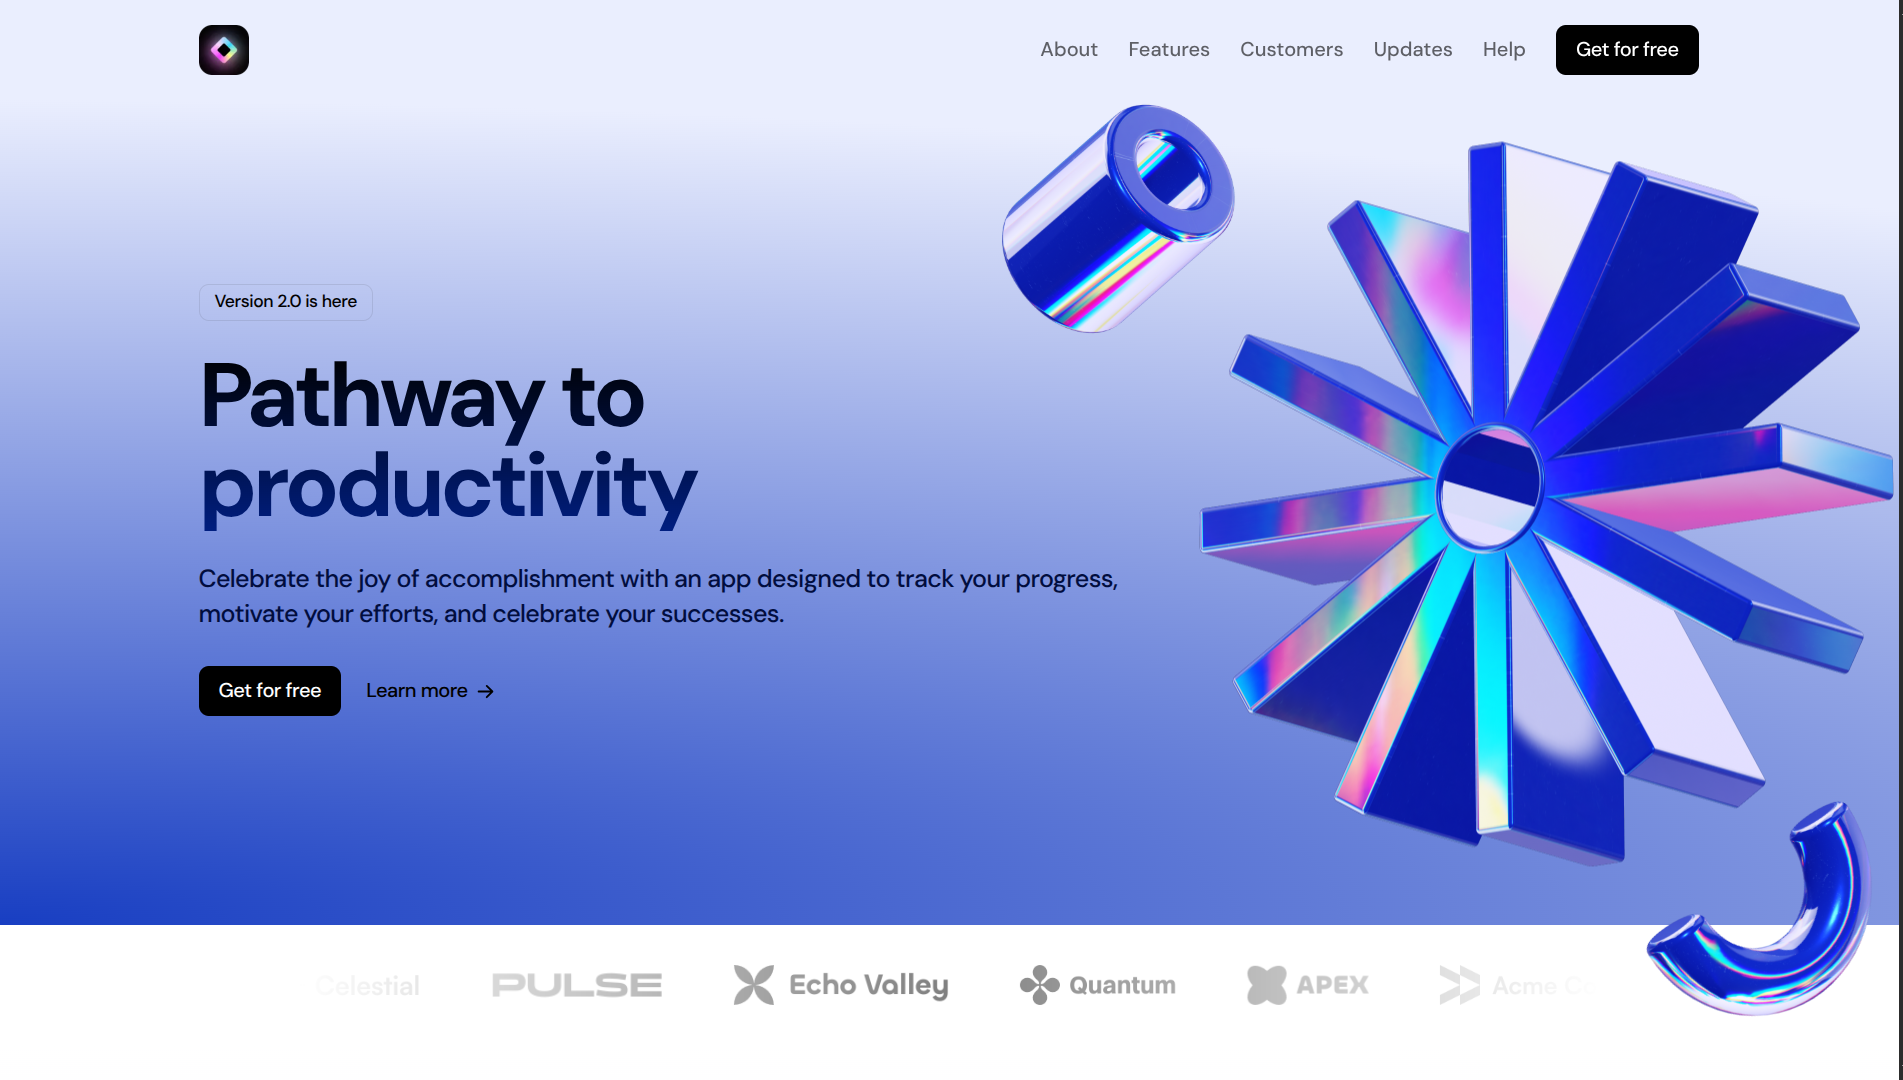 About
Features
Customers
Updates
Help
Get for free
Version 2.0 is here
Pathway to
productivity
Celebrate the joy of accomplishment with an app designed to track your progress,
motivate your efforts, and celebrate your successes.
Get for free
Learn more →
Celestial
PULSE
Echo Valley
Quantum
APEX
Acme